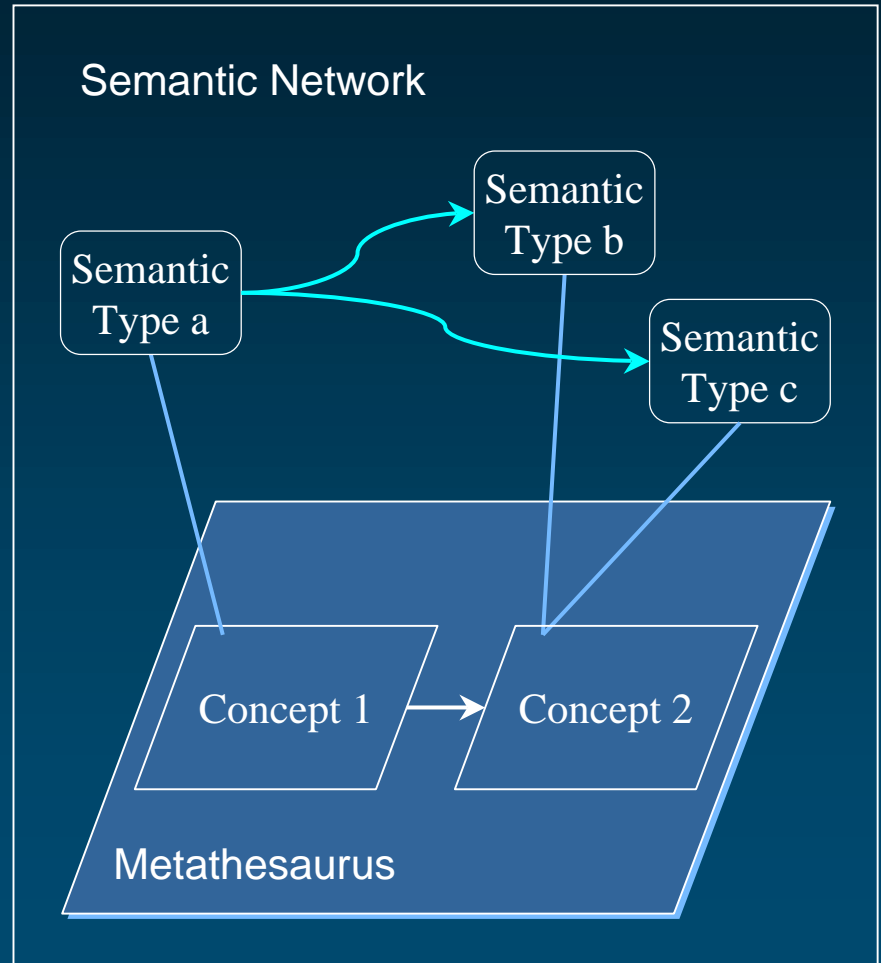 Semantic Network
Semantic
Type b
Semantic
Type a
Semantic
Type c
Concept 1
Concept 2
Metathesaurus